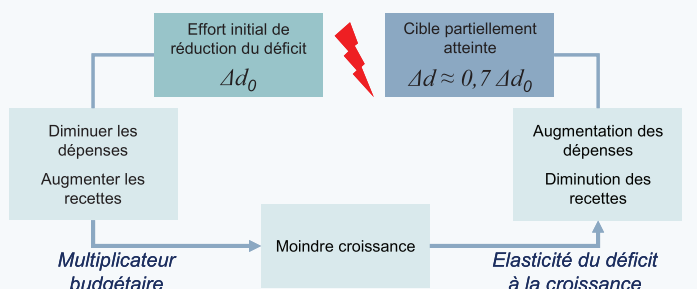 Effort initial de
réduction du déficit
Δd₀
Cible partiellement
atteinte
Δd ≈ 0,7 Δd₀
Diminuer les
dépenses
Augmenter les
recettes
Augmentation des
dépenses
Diminution des
recettes
Moindre croissance
Multiplicateur
budgétaire
Elasticité du déficit
à la croissance